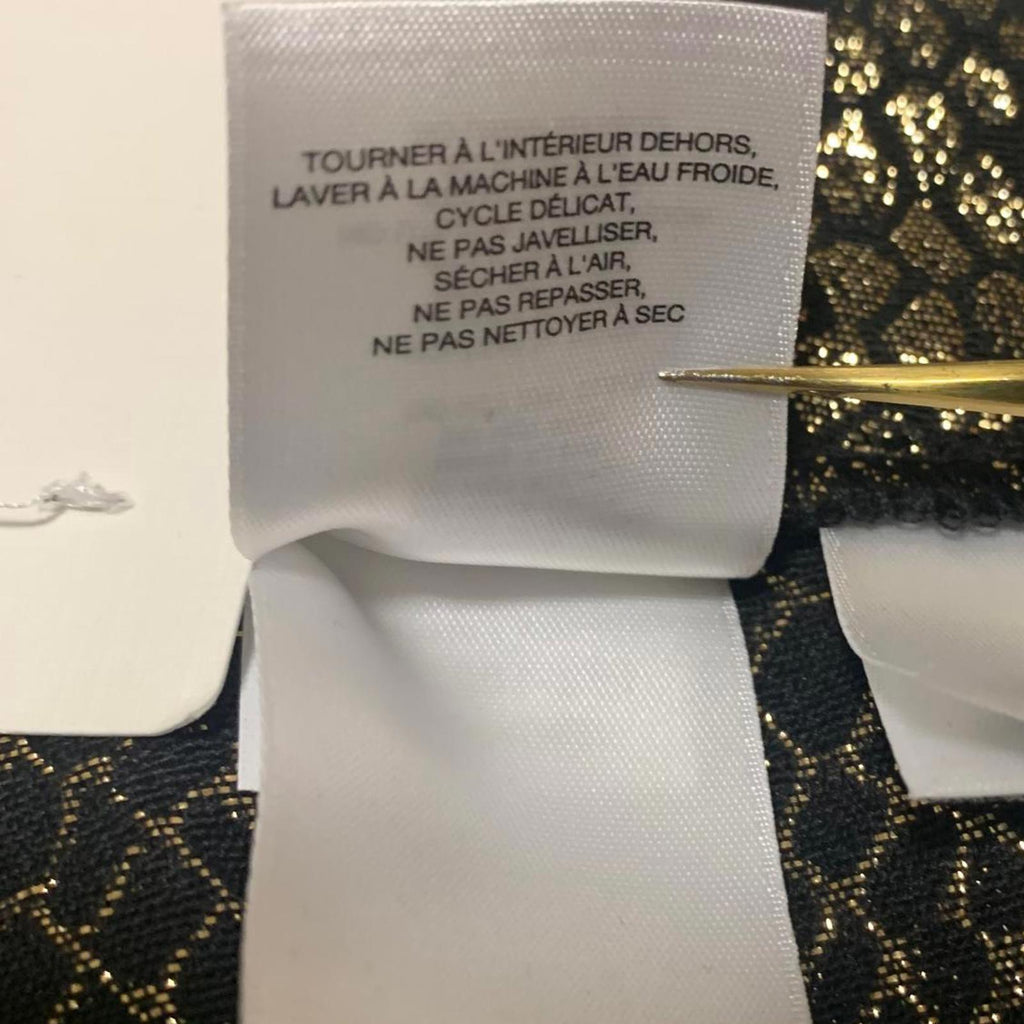 TOURNER À L'INTÉRIEUR DEHORS,
LAVER À LA MACHINE À L'EAU FROIDE,
CYCLE DÉLICAT,
NE PAS JAVELLISER,
SÉCHER À L'AIR,
NE PAS REPASSER,
NE PAS NETTOYER À SEC